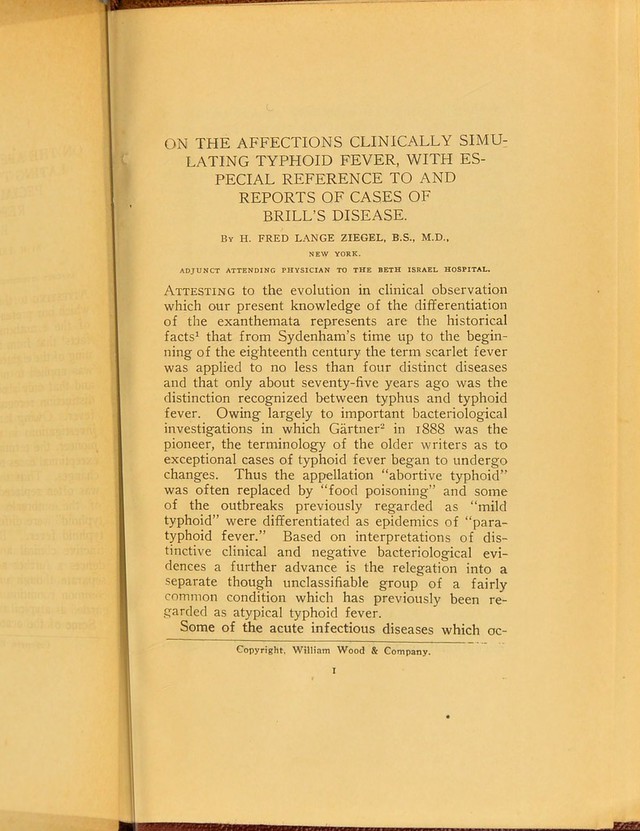 ON THE AFFECTIONS CLINICALLY SIMU-
LATING TYPHOID FEVER, WITH ES-
PECIAL REFERENCE TO AND
REPORTS OF CASES OF
BRILL'S DISEASE.
BY H. FRED LANGE ZIEGEL, B.S., M.D.,
NEW YORK.
ADJUNCT ATTENDING PHYSICIAN TO THE BETH ISRAEL HOSPITAL.
ATTESTING to the evolution in clinical observation
which our present knowledge of the differentiation
of the exanthemata represents are the historical
facts¹ that from Sydenham's time up to the begin-
ning of the eighteenth century the term scarlet fever
was applied to no less than four distinct diseases
and that only about seventy-five years ago was the
distinction recognized between typhus and typhoid
fever. Owing largely to important bacteriological
investigations in which Gärtner² in 1888 was the
pioneer, the terminology of the older writers as to
exceptional cases of typhoid fever began to undergo
changes. Thus the appellation "abortive typhoid"
was often replaced by "food poisoning" and some
of the outbreaks previously regarded as "mild
typhoid" were differentiated as epidemics of "para-
typhoid fever." Based on interpretations of dis-
tinctive clinical and negative bacteriological evi-
dences a further advance is the relegation into a
separate though unclassifiable group of a fairly
common condition which has previously been re-
garded as atypical typhoid fever.
Some of the acute infectious diseases which oc-
Copyright, William Wood & Company.
1